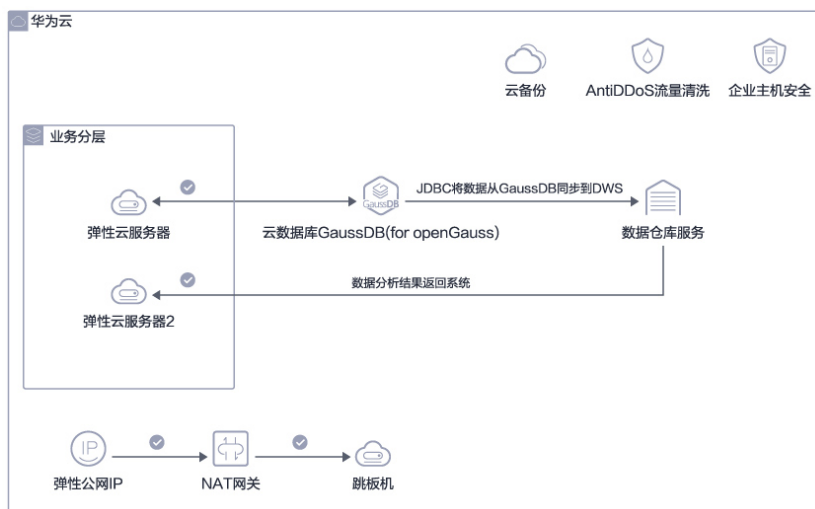 华为云
云备份
AntiDDoS流量清洗
企业主机安全
业务分层
GaussDB
JDBC将数据从GaussDB同步到DWS
弹性云服务器
云数据库GaussDB(for openGauss)
数据仓库服务
数据分析结果返回系统
弹性云服务器2
IP
弹性公网IP
NAT网关
跳板机